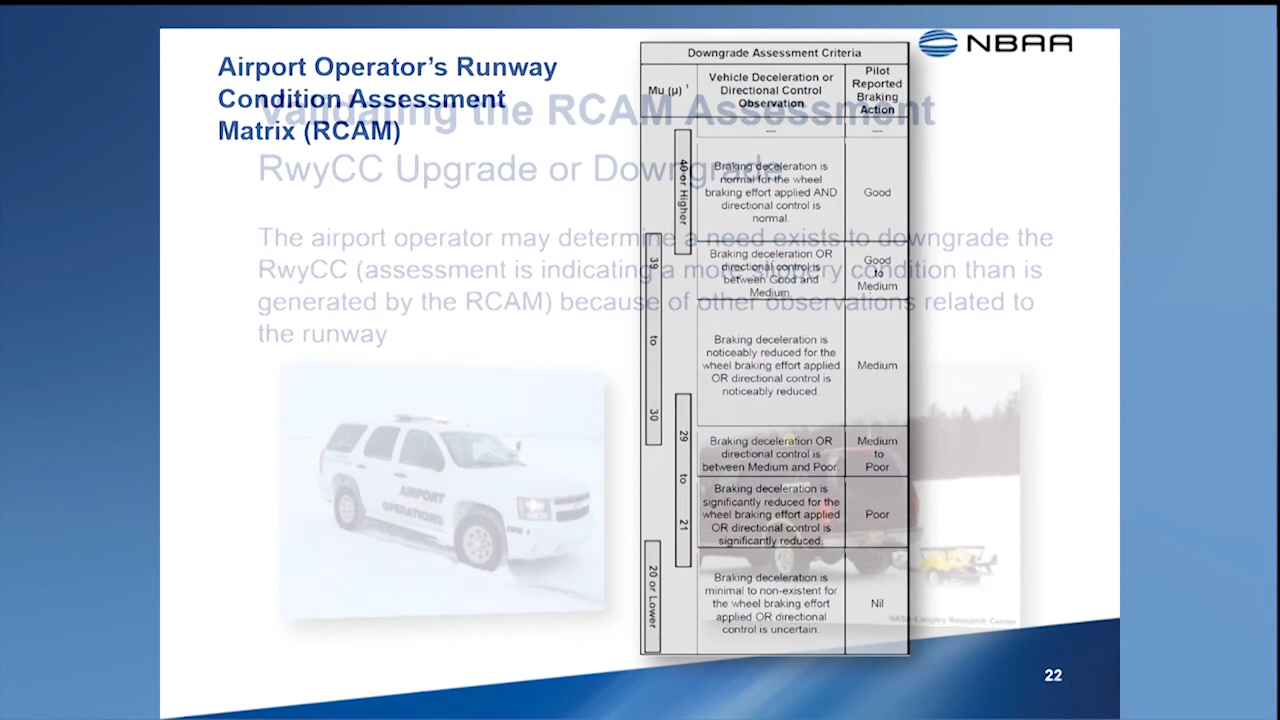 NBAA
Airport Operator's Runway
Condition Assessment
Matrix (RCAM)
Validating the RCAM Assessment
RwyCC Upgrade or Downgrade
The airport operator may determine a need exists to downgrade the
RwyCC (assessment is indicating a more slippery condition than is
generated by the RCAM) because of other observations related to
the runway
AIRPORT
OPERATIONS
OPS 1
Downgrade Assessment Criteria
Mu (µ) 1
Vehicle Deceleration or
Directional Control
Observation
Pilot
Reported
Braking
Action
---
---
40 or Higher
Braking deceleration is
normal for the wheel
braking effort applied AND
directional control is
normal.
Good
39
to
30
Braking deceleration OR
directional control is
between Good and
Medium.
Good
to
Medium
Braking deceleration is
noticeably reduced for the
wheel braking effort applied
OR directional control is
noticeably reduced.
Medium
29
to
21
Braking deceleration OR
directional control is
between Medium and Poor.
Medium
to
Poor
Braking deceleration is
significantly reduced for the
wheel braking effort applied
OR directional control is
significantly reduced.
Poor
20 or Lower
Braking deceleration is
minimal to non-existent for
the wheel braking effort
applied OR directional
control is uncertain.
Nil
NASA Langley Research Center
22